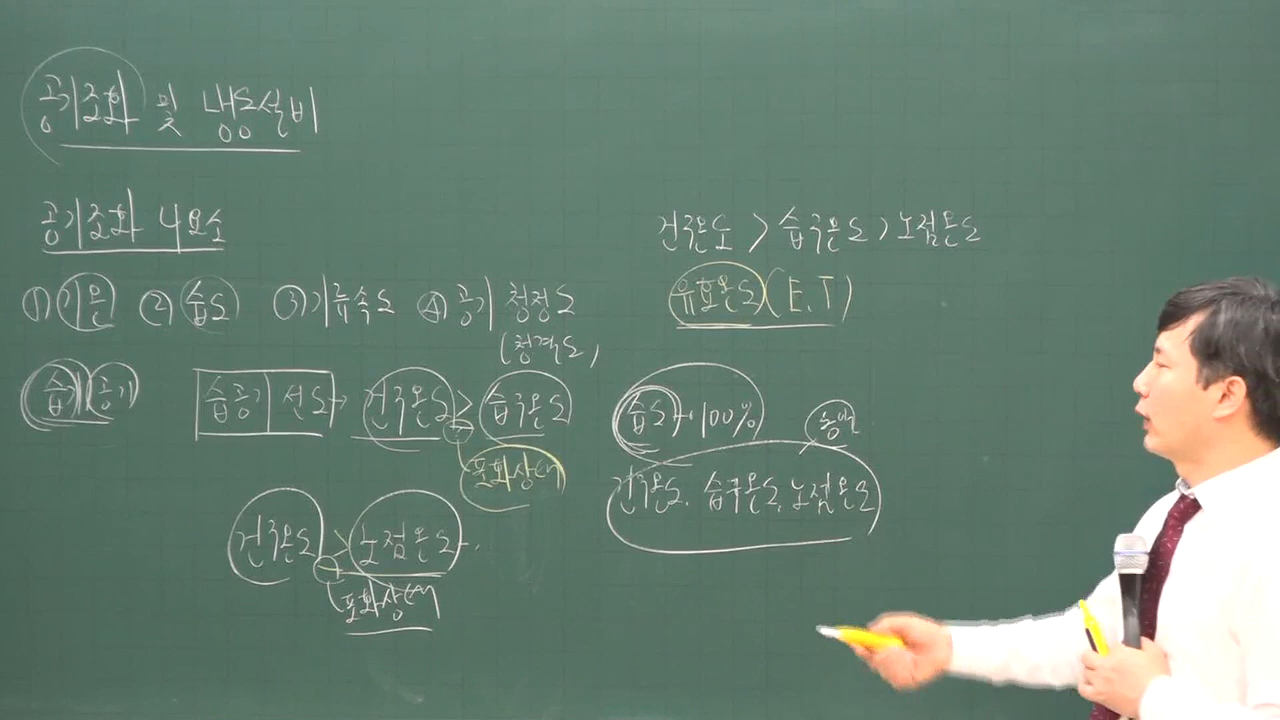 공기조화 및 냉동설비
공기조화 4요소
① 기온 ② 습도 ③ 기류속도 ④ 공기 청정도
(청결도)
습 공기
습공기 선도 → 건구온도 ≥ 습구온도
포화상태
건구온도 ≥ 노점온도
포화상태
건구온도 > 습구온도 > 노점온도
유효온도 (E.T)
습도 100%
건구온도. 습구온도. 노점온도